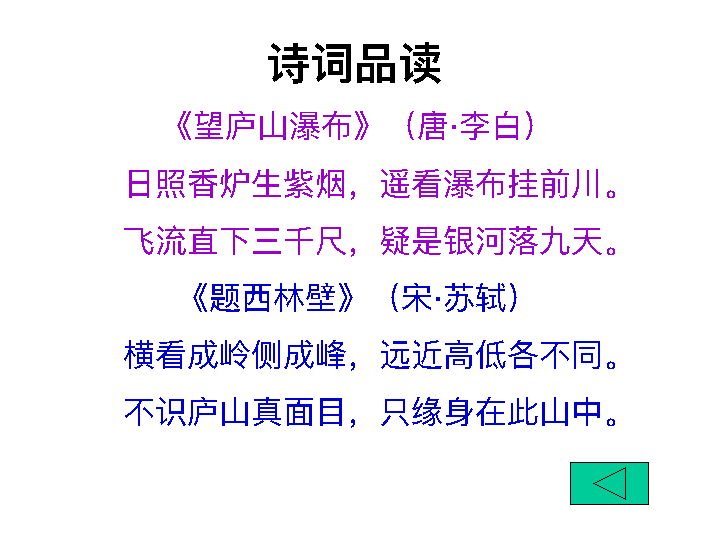 诗词品读
《望庐山瀑布》（唐·李白）
日照香炉生紫烟，遥看瀑布挂前川。
飞流直下三千尺，疑是银河落九天。
《题西林壁》（宋·苏轼）
横看成岭侧成峰，远近高低各不同。
不识庐山真面目，只缘身在此山中。